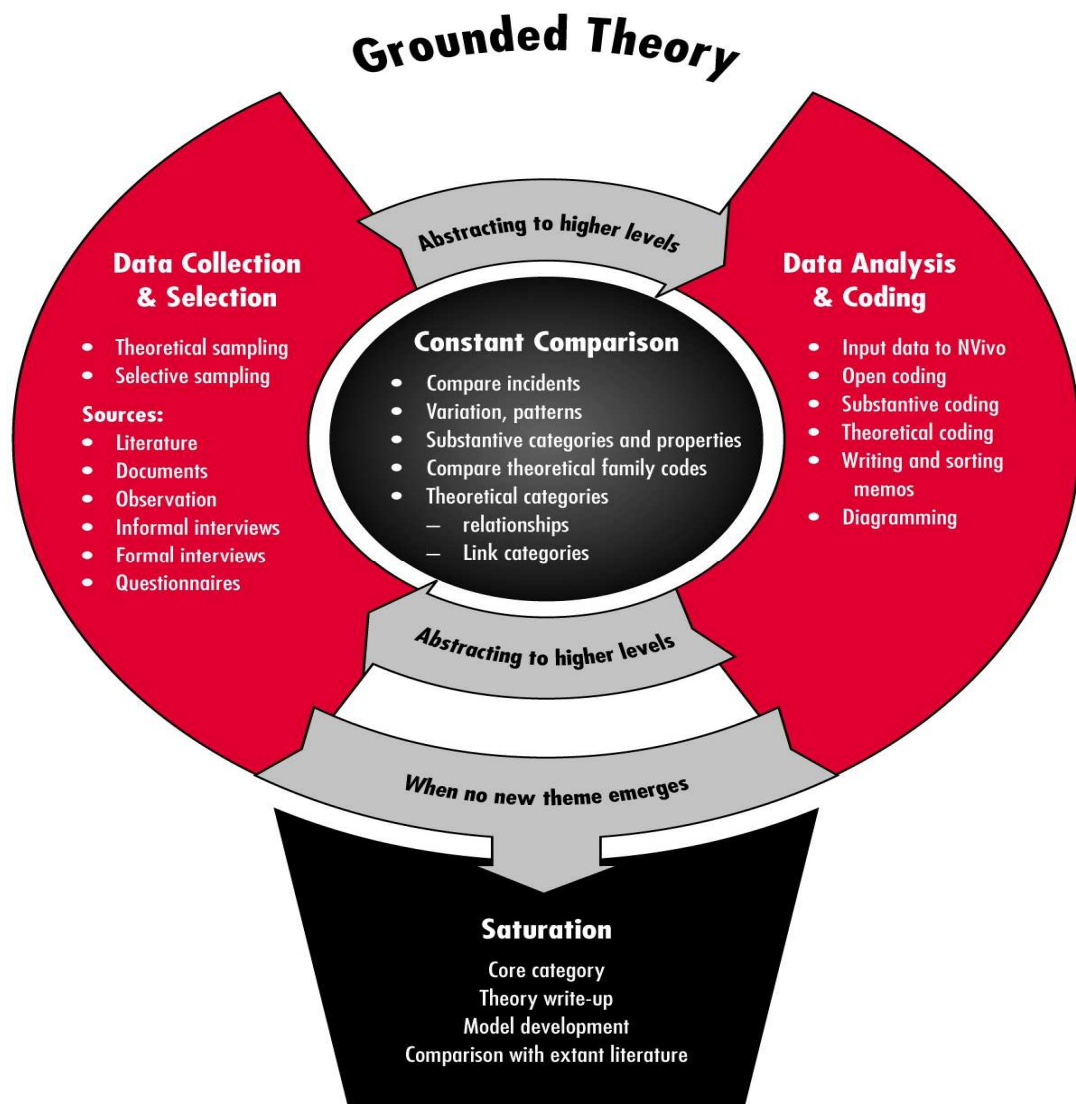 Grounded Theory
Abstracting to higher levels
Data Collection
& Selection
• Theoretical sampling
• Selective sampling
Sources:
• Literature
• Documents
• Observation
• Informal interviews
• Formal interviews
• Questionnaires
Constant Comparison
• Compare incidents
• Variation, patterns
• Substantive categories and properties
• Compare theoretical family codes
• Theoretical categories
– relationships
– Link categories
Data Analysis
& Coding
• Input data to NVivo
• Open coding
• Substantive coding
• Theoretical coding
• Writing and sorting
memos
• Diagramming
Abstracting to higher levels
When no new theme emerges
Saturation
Core category
Theory write-up
Model development
Comparison with extant literature